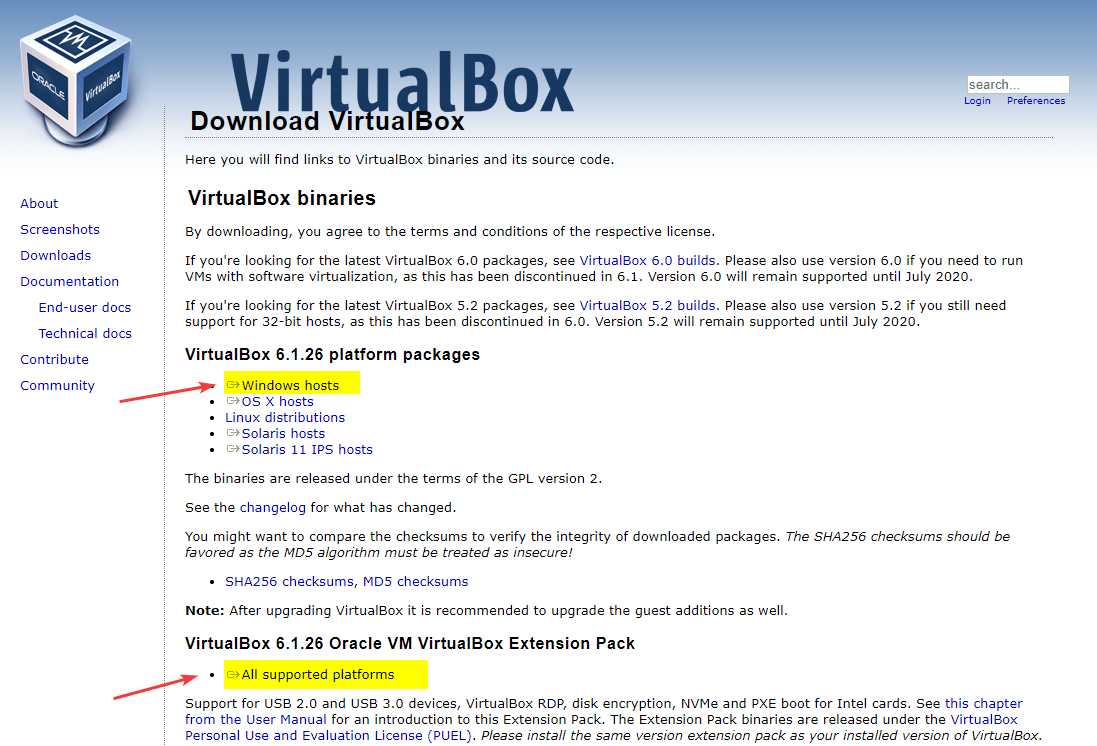 ORACLE
VirtualBox
VirtualBox
search...
Login Preferences
Download VirtualBox
Here you will find links to VirtualBox binaries and its source code.
About
Screenshots
Downloads
Documentation
End-user docs
Technical docs
Contribute
Community
VirtualBox binaries
By downloading, you agree to the terms and conditions of the respective license.
If you're looking for the latest VirtualBox 6.0 packages, see VirtualBox 6.0 builds. Please also use version 6.0 if you need to run
VMs with software virtualization, as this has been discontinued in 6.1. Version 6.0 will remain supported until July 2020.
If you're looking for the latest VirtualBox 5.2 packages, see VirtualBox 5.2 builds. Please also use version 5.2 if you still need
support for 32-bit hosts, as this has been discontinued in 6.0. Version 5.2 will remain supported until July 2020.
VirtualBox 6.1.26 platform packages
Windows hosts
OS X hosts
Linux distributions
Solaris hosts
Solaris 11 IPS hosts
The binaries are released under the terms of the GPL version 2.
See the changelog for what has changed.
You might want to compare the checksums to verify the integrity of downloaded packages. The SHA256 checksums should be
favored as the MD5 algorithm must be treated as insecure!
SHA256 checksums, MD5 checksums
Note: After upgrading VirtualBox it is recommended to upgrade the guest additions as well.
VirtualBox 6.1.26 Oracle VM VirtualBox Extension Pack
All supported platforms
Support for USB 2.0 and USB 3.0 devices, VirtualBox RDP, disk encryption, NVMe and PXE boot for Intel cards. See this chapter
from the User Manual for an introduction to this Extension Pack. The Extension Pack binaries are released under the VirtualBox
Personal Use and Evaluation License (PUEL). Please install the same version extension pack as your installed version of VirtualBox.